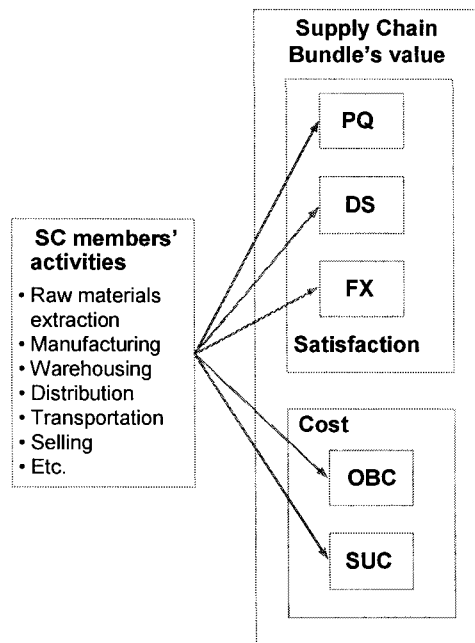 Supply Chain
Bundle's value
PQ
DS
FX
Satisfaction
SC members'
activities
• Raw materials
extraction
• Manufacturing
• Warehousing
• Distribution
• Transportation
• Selling
• Etc.
Cost
OBC
SUC